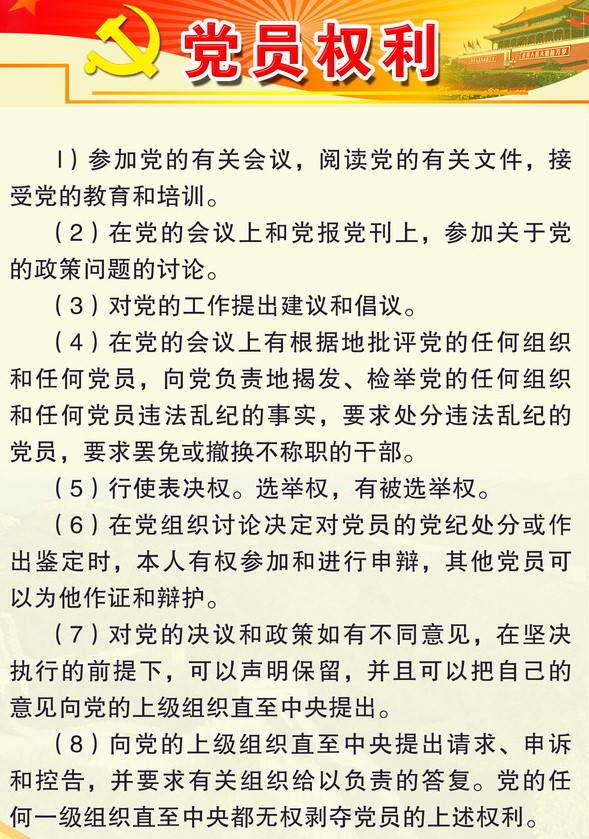 党员权利
1）参加党的有关会议，阅读党的有关文件，接
受党的教育和培训。
（2）在党的会议上和党报党刊上，参加关于党
的政策问题的讨论。
（3）对党的工作提出建议和倡议。
（4）在党的会议上有根据地批评党的任何组织
和任何党员，向党负责地揭发、检举党的任何组织
和任何党员违法乱纪的事实，要求处分违法乱纪的
党员，要求罢免或撤换不称职的干部。
（5）行使表决权。选举权，有被选举权。
（6）在党组织讨论决定对党员的党纪处分或作
出鉴定时，本人有权参加和进行申辩，其他党员可
以为他作证和辩护。
（7）对党的决议和政策如有不同意见，在坚决
执行的前提下，可以声明保留，并且可以把自己的
意见向党的上级组织直至中央提出。
（8）向党的上级组织直至中央提出请求、申诉
和控告，并要求有关组织给以负责的答复。党的任
何一级组织直至中央都无权剥夺党员的上述权利。